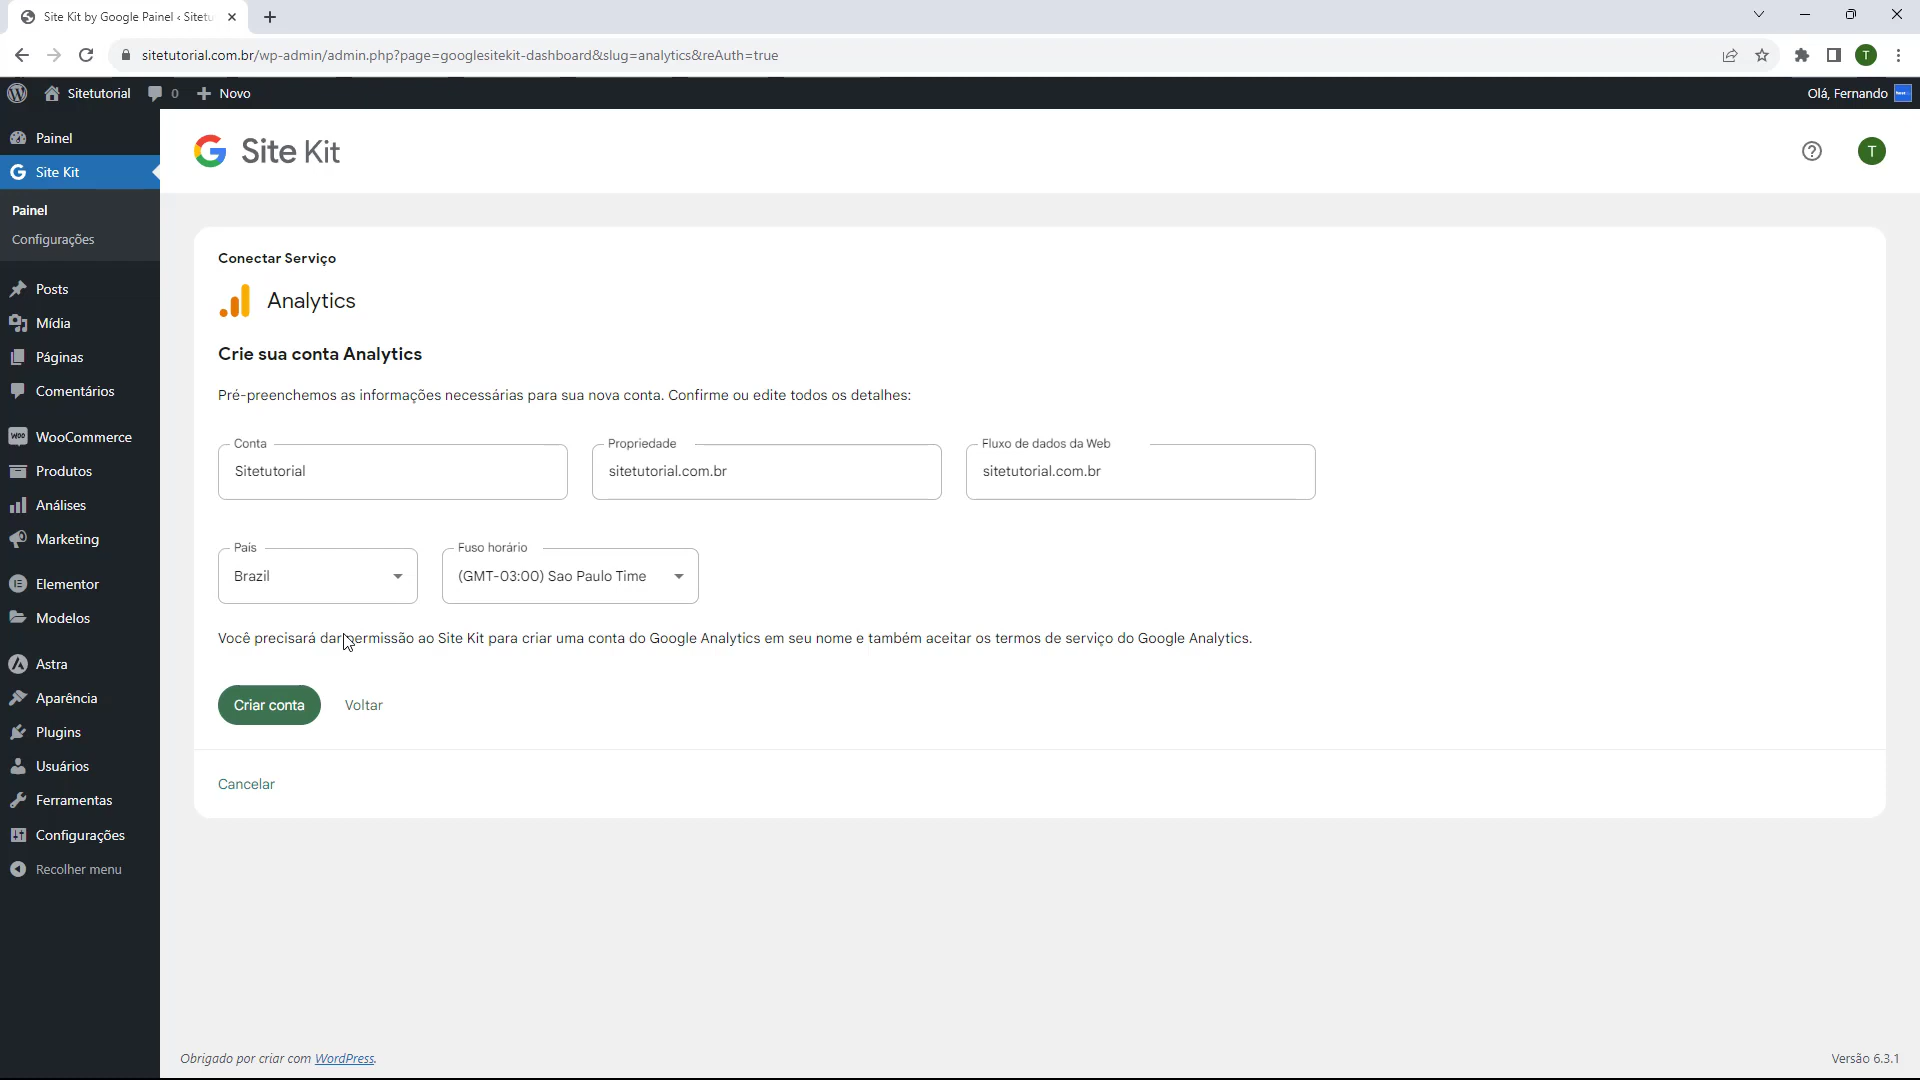 Site Kit by Google Painel ‹ Sitetu
sitetutorial.com.br/wp-admin/admin.php?page=googlesitekit-dashboard&slug=analytics&reAuth=true
T
Sitetutorial
0
Novo
Olá, Fernando
Painel
Site Kit
Painel
Configurações
Posts
Mídia
Páginas
Comentários
WooCommerce
Produtos
Análises
Marketing
Elementor
Modelos
Astra
Aparência
Plugins
Usuários
Ferramentas
Configurações
Recolher menu
Site Kit
T
Conectar Serviço
Analytics
Crie sua conta Analytics
Pré-preenchemos as informações necessárias para sua nova conta. Confirme ou edite todos os detalhes:
Conta
Sitetutorial
Propriedade
sitetutorial.com.br
Fluxo de dados da Web
sitetutorial.com.br
País
Brazil
Fuso horário
(GMT-03:00) Sao Paulo Time
Você precisará dar permissão ao Site Kit para criar uma conta do Google Analytics em seu nome e também aceitar os termos de serviço do Google Analytics.
Criar conta
Voltar
Cancelar
Obrigado por criar com WordPress.
Versão 6.3.1